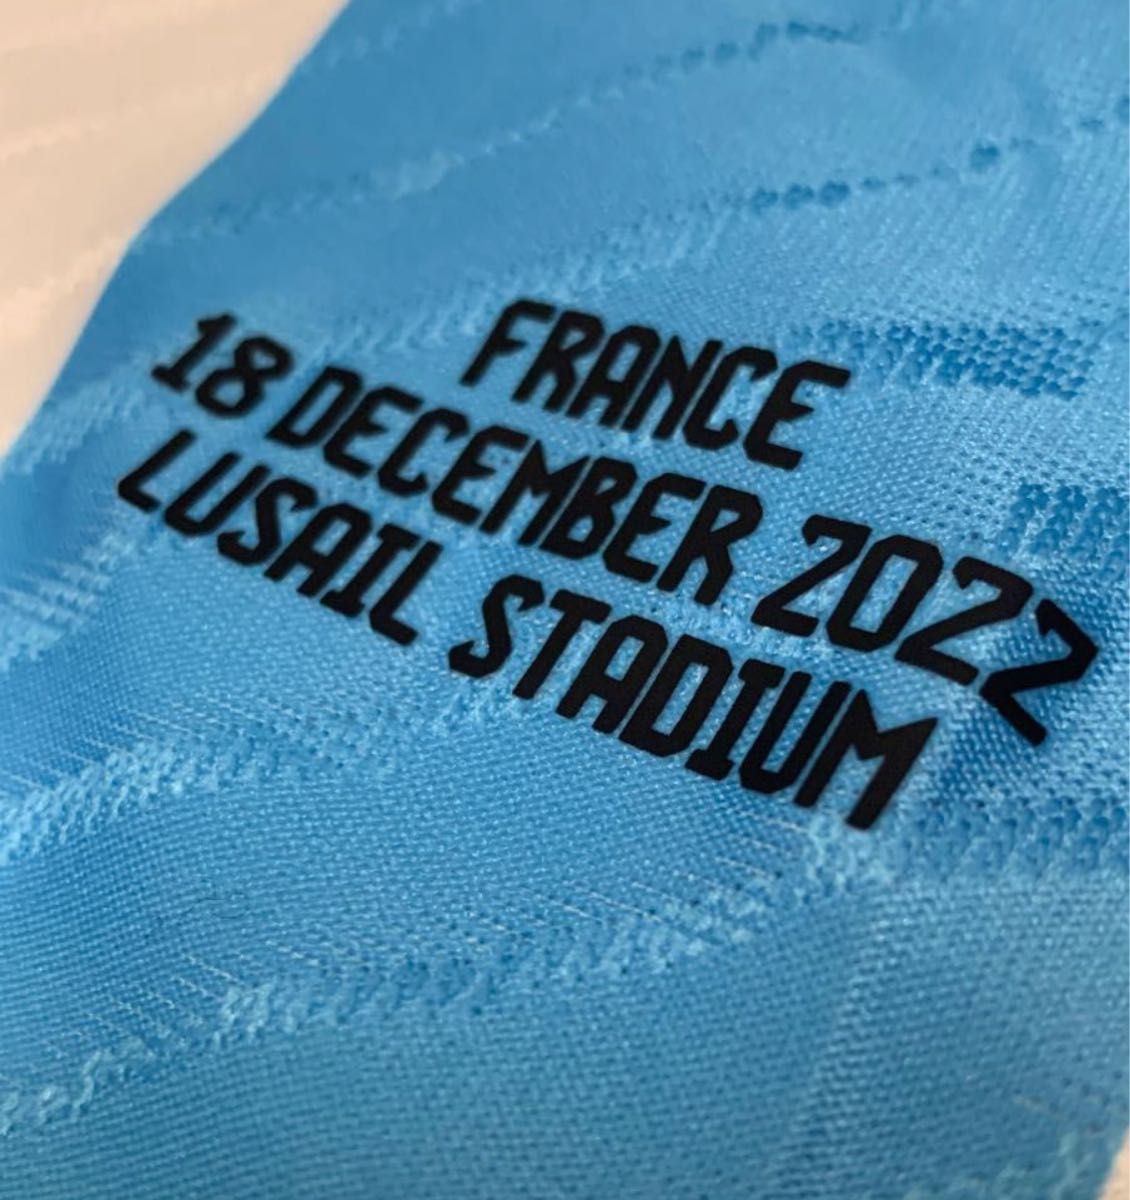 FRANCE
18 DECEMBER 2022
LUSAIL STADIUM